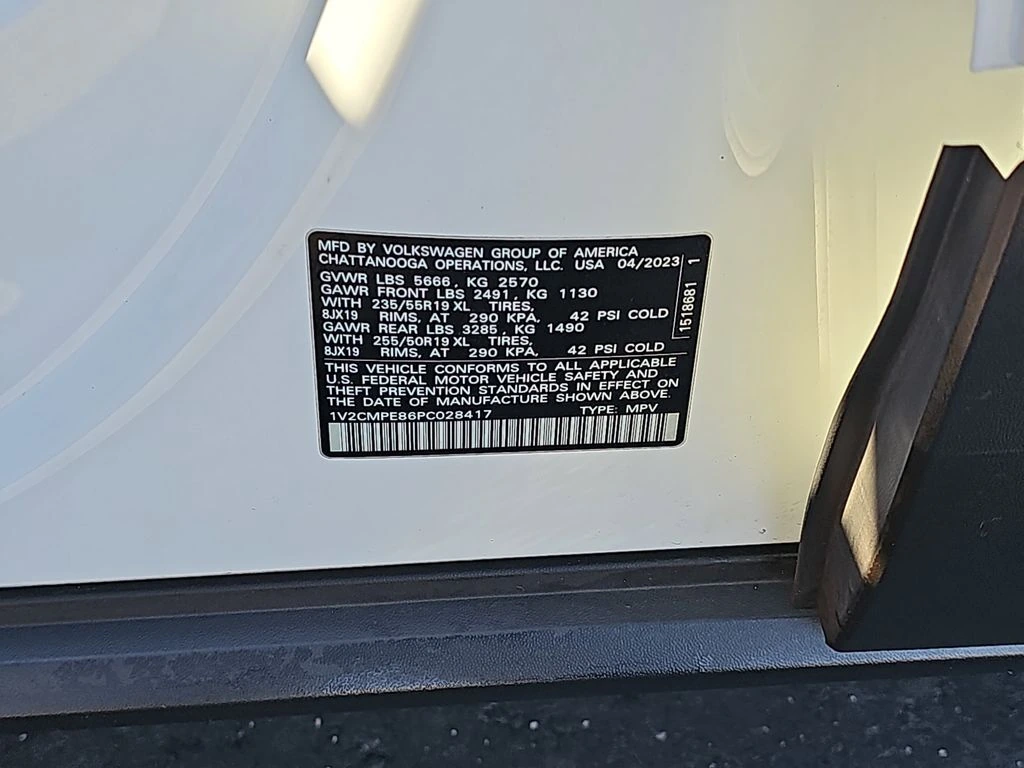 MFD BY VOLKSWAGEN GROUP OF AMERICA
CHATTANOOGA OPERATIONS, LLC. USA 04/2023
GVWR LBS 5666, KG 2570
GAWR FRONT LBS 2491, KG 1130
WITH 235/55R19 XL TIRES,
8JX19 RIMS, AT 290 KPA, 42 PSI COLD
GAWR REAR LBS 3285, KG 1490
WITH 255/50R19 XL TIRES,
8JX19 RIMS, AT 290 KPA, 42 PSI COLD
THIS VEHICLE CONFORMS TO ALL APPLICABLE
U.S. FEDERAL MOTOR VEHICLE SAFETY AND
THEFT PREVENTION STANDARDS IN EFFECT ON
THE DATE OF MANUFACTURE SHOWN ABOVE.
1V2CMPE86PC028417 TYPE: MPV
1518681 1